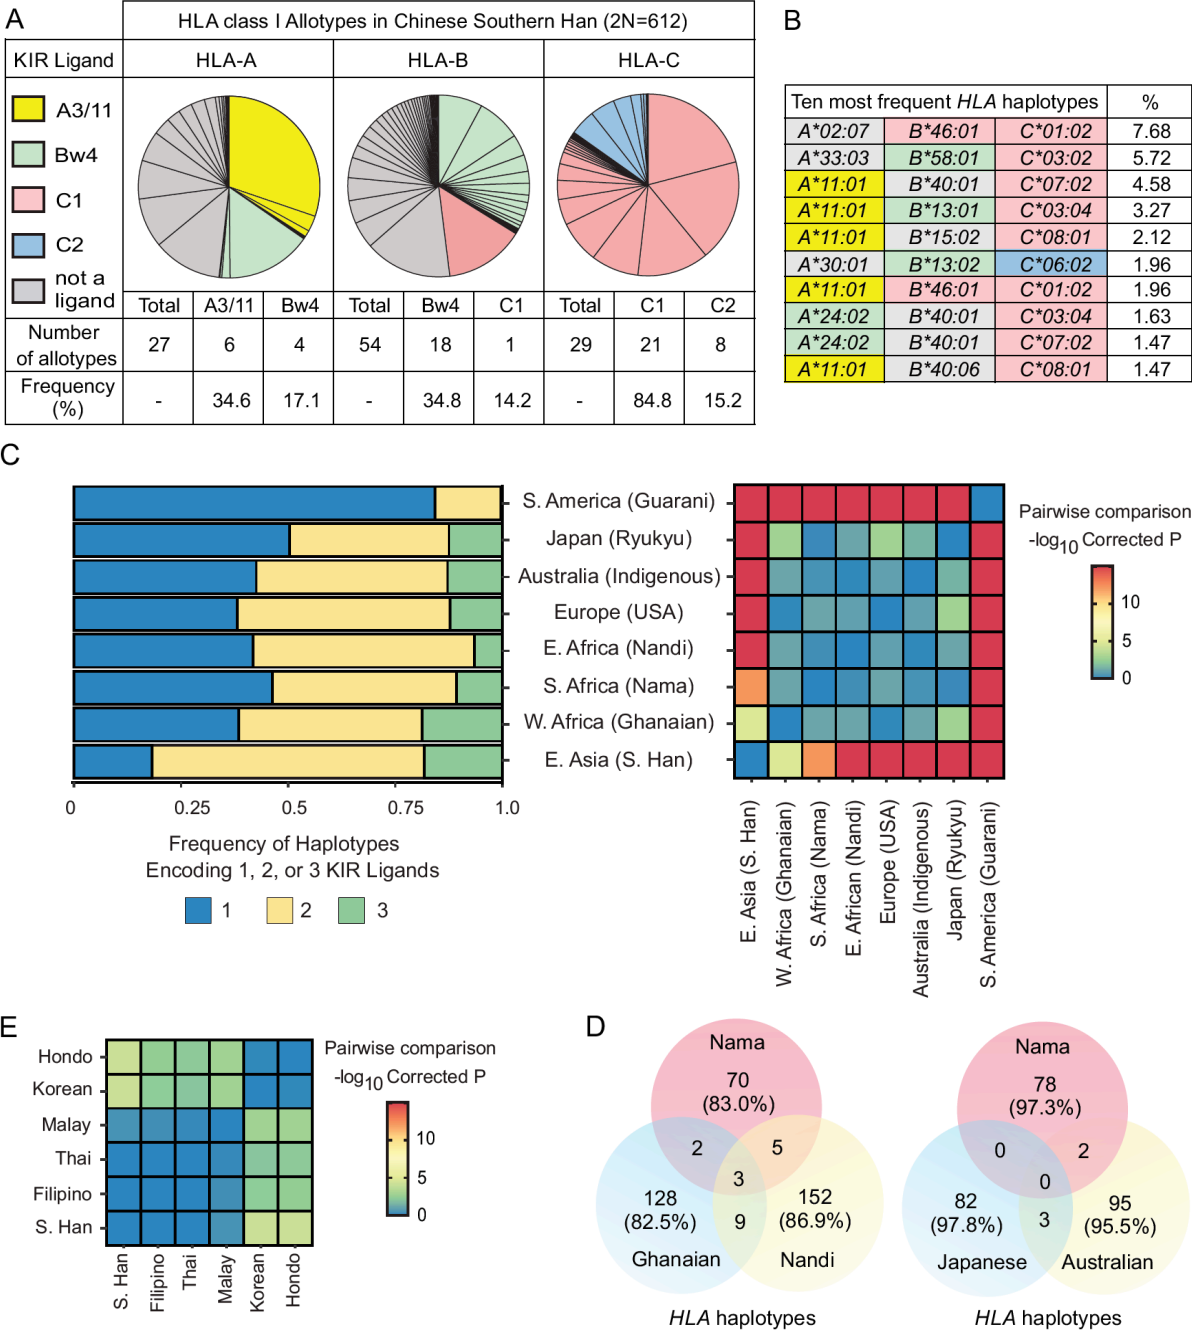 A
HLA class I Allotypes in Chinese Southern Han (2N=612)
KIR Ligand HLA-A HLA-B HLA-C
A3/11
Bw4
C1
C2
not a
ligand
Total A3/11 Bw4 Total Bw4 C1 Total C1 C2
Number
of allotypes 27 6 4 54 18 1 29 21 8
Frequency
(%) - 34.6 17.1 - 34.8 14.2 - 84.8 15.2
B
Ten most frequent HLA haplotypes %
A*02:07 B*46:01 C*01:02 7.68
A*33:03 B*58:01 C*03:02 5.72
A*11:01 B*40:01 C*07:02 4.58
A*11:01 B*13:01 C*03:04 3.27
A*11:01 B*15:02 C*08:01 2.12
A*30:01 B*13:02 C*06:02 1.96
A*11:01 B*46:01 C*01:02 1.96
A*24:02 B*40:01 C*03:04 1.63
A*24:02 B*40:01 C*07:02 1.47
A*11:01 B*40:06 C*08:01 1.47
C
S. America (Guarani)
Japan (Ryukyu)
Australia (Indigenous)
Europe (USA)
E. Africa (Nandi)
S. Africa (Nama)
W. Africa (Ghanaian)
E. Asia (S. Han)
0 0.25 0.5 0.75 1.0
Frequency of Haplotypes
Encoding 1, 2, or 3 KIR Ligands
1 2 3
E. Asia (S. Han)
W. Africa (Ghanaian)
S. Africa (Nama)
E. African (Nandi)
Europe (USA)
Australia (Indigenous)
Japan (Ryukyu)
S. America (Guarani)
Pairwise comparison
-log10 Corrected P
10
5
0
E
Hondo
Korean
Malay
Thai
Filipino
S. Han
S. Han
Filipino
Thai
Malay
Korean
Hondo
Pairwise comparison
-log10 Corrected P
10
5
0
D
Nama
70
(83.0%)
2 5
3
128
(82.5%)
9
152
(86.9%)
Ghanaian Nandi
HLA haplotypes
Nama
78
(97.3%)
0 2
0
82
(97.8%)
3
95
(95.5%)
Japanese Australian
HLA haplotypes